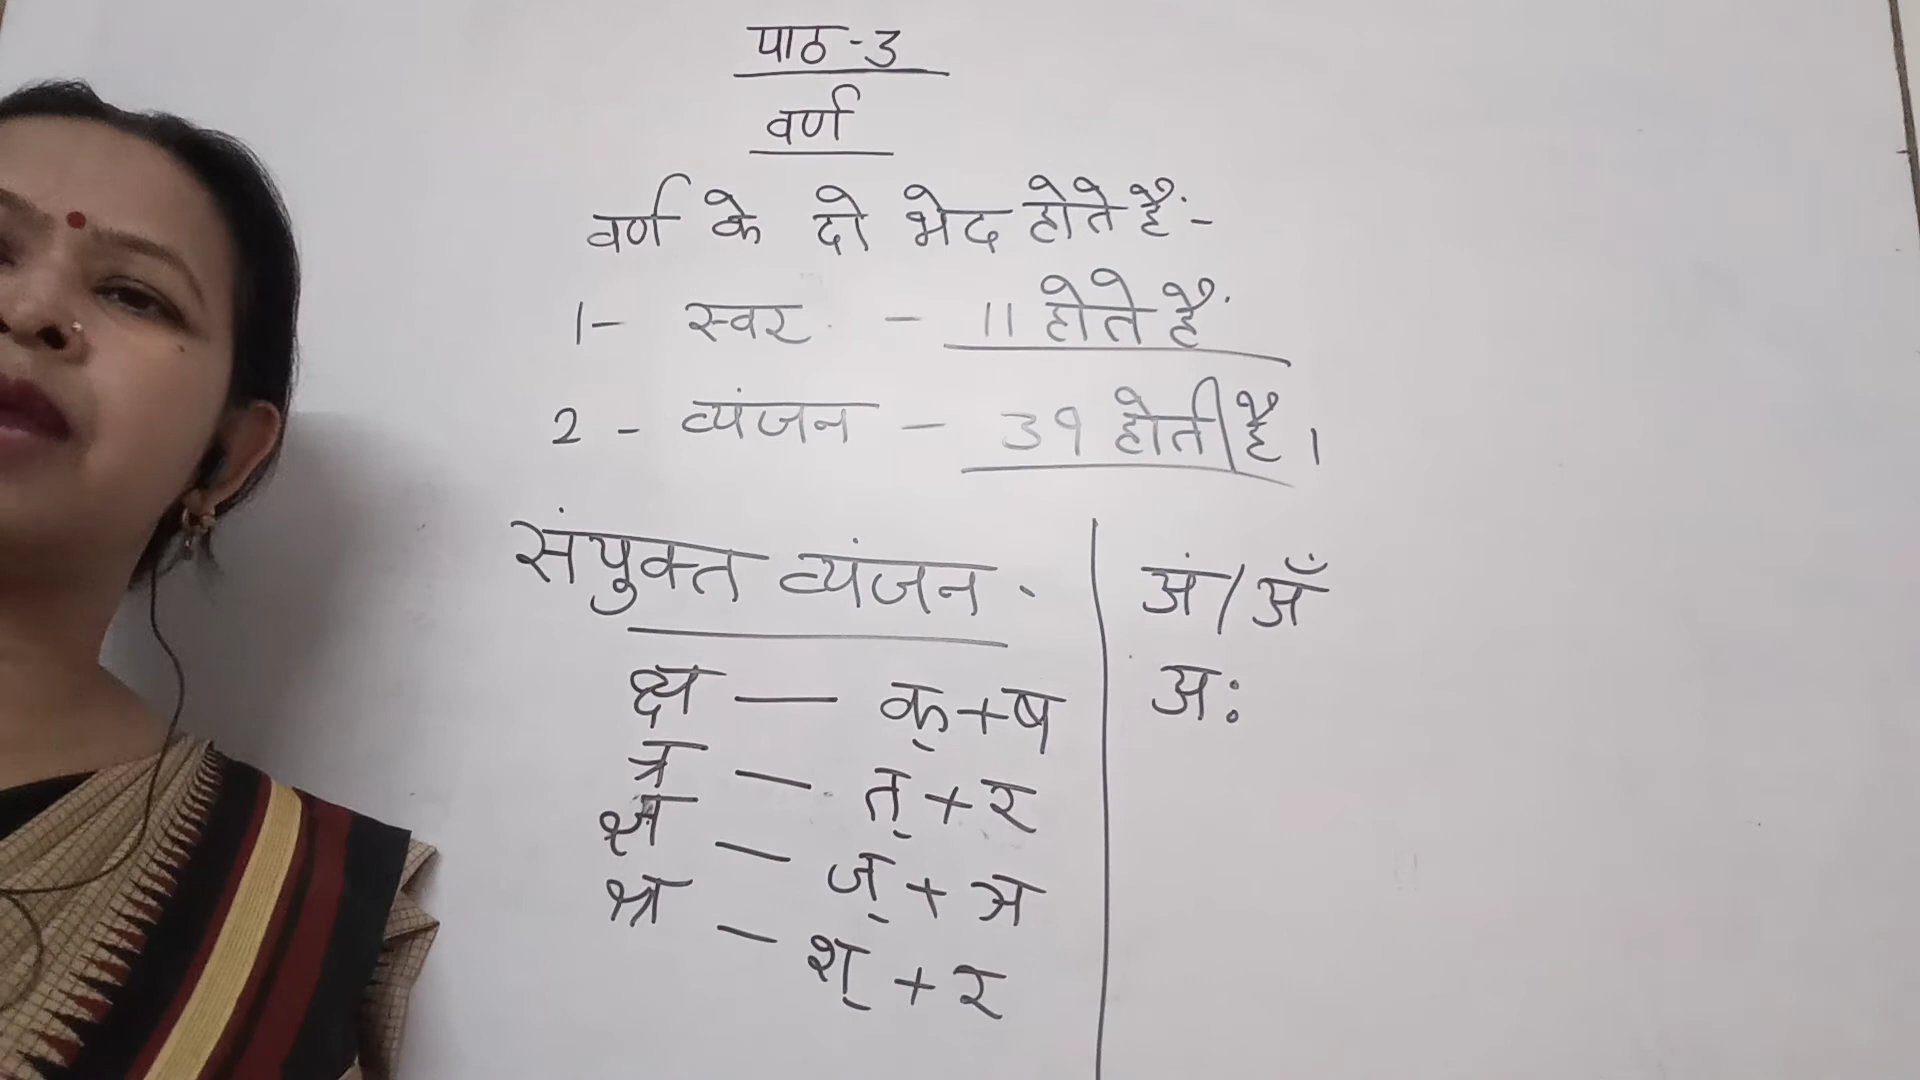 पाठ-3
वर्ण
वर्ण के दो भेद होते हैं:-
1- स्वर - 11 होते हैं
2 - व्यंजन - 39 होती है।
संयुक्त व्यंजन
क्ष — क्+ष
त्र — त्+र
ज्ञ — ज्+ञ
श्र - श्+र
अं/अँ
अः